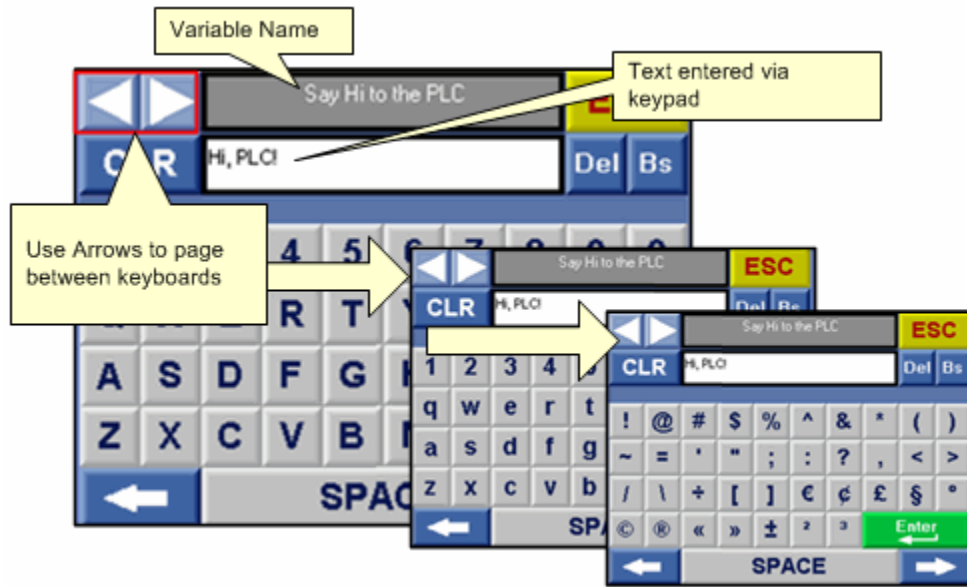 Variable Name
Text entered via
keypad
Say Hi to the PLC
Hi, PLC!
Del Bs
Use Arrows to page
between keyboards
4 5
R T
A S D F G
Z X C V B
SPAC
Say Hi to the PLC ESC
CLR Hi, PLC!
1 2 3 4
q w e r t
a s d f g
z x c v b
SP
Say Hi to the PLC ESC
CLR Hi, PLC! Del Bs
! @ # $ % ^ & * ( )
~ = ' " ; : ? , < >
/ \ ÷ [ ] € ¢ £ § °
© ® « » ± ² ³ Enter
SPACE